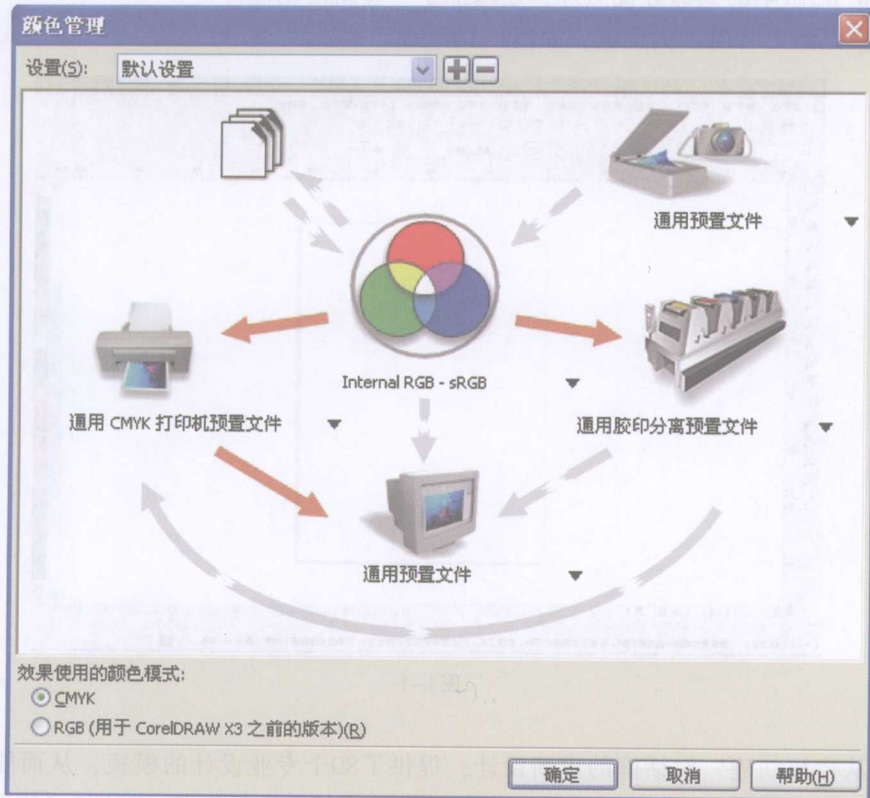 颜色管理
设置(S): 默认设置
通用预置文件
Internal RGB - sRGB
通用 CMYK 打印机预置文件
通用胶印分离预置文件
通用预置文件
效果使用的颜色模式:
CMYK
RGB (用于 CorelDRAW X3 之前的版本)(R)
确定 取消 帮助(H)